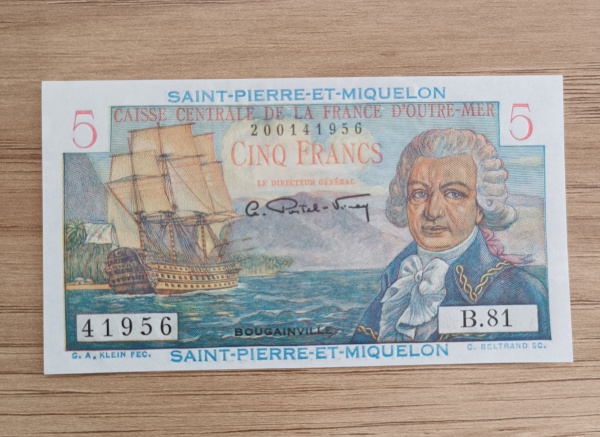 SAINT-PIERRE-ET-MIQUELON
5 CAISSE CENTRALE DE LA FRANCE D'OUTRE-MER 5
200141956
CINQ FRANCS
LE DIRECTEUR GÉNÉRAL
41956
BOUGAINVILLE
B.81
G. A. KLEIN FEC.
SAINT-PIERRE-ET-MIQUELON
C. BELTRAND SC.